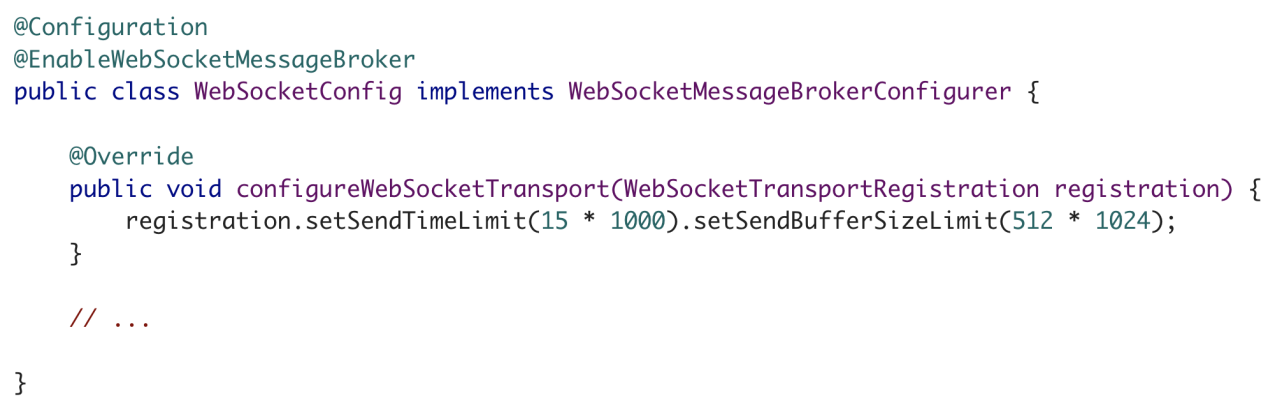 @Configuration
@EnableWebSocketMessageBroker
public class WebSocketConfig implements WebSocketMessageBrokerConfigurer {
    @Override
    public void configureWebSocketTransport(WebSocketTransportRegistration registration) {
        registration.setSendTimeLimit(15 * 1000).setSendBufferSizeLimit(512 * 1024);
    }
    // ...
}